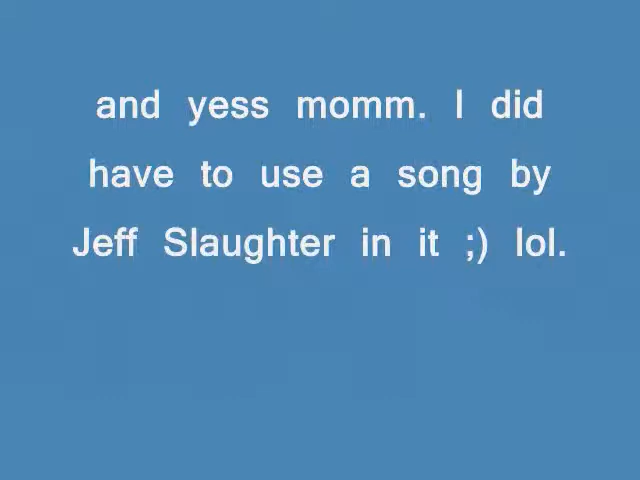 and yess momm. I did
have to use a song by
Jeff Slaughter in it ;) lol.